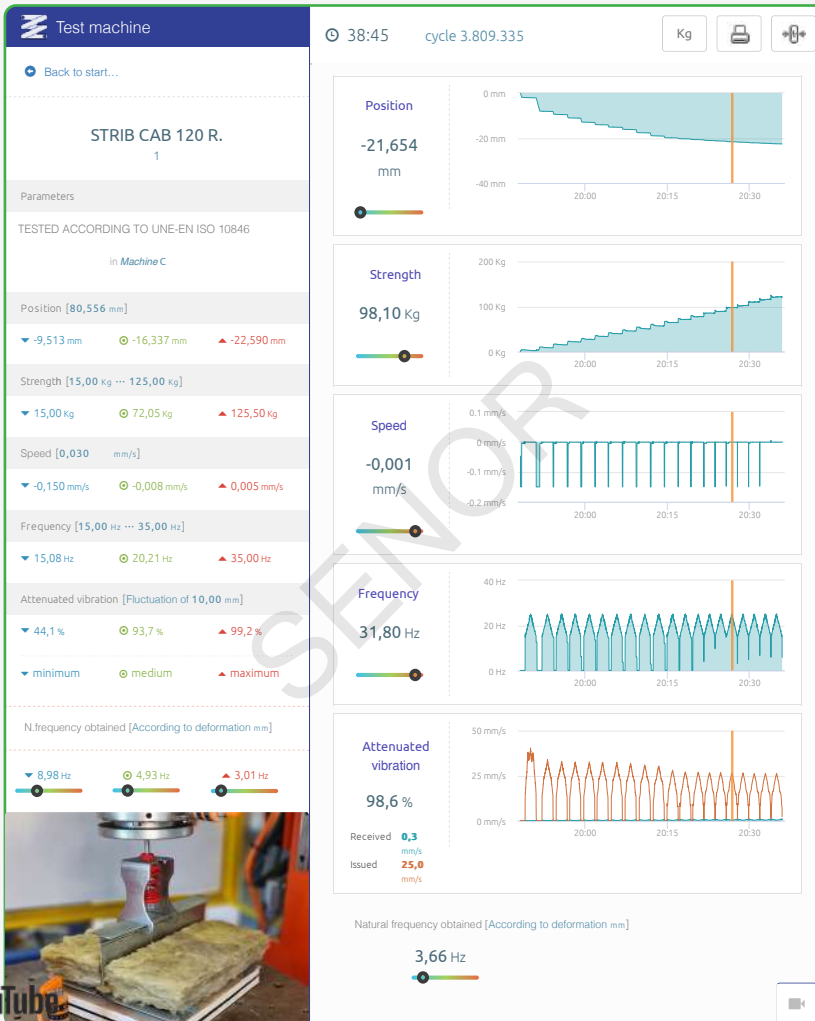 Test machine
Back to start...
STRIB CAB 120 R.
1
Parameters
TESTED ACCORDING TO UNE-EN ISO 10846
in Machine C
Position [80,556 mm]
-9,513 mm -16,337 mm -22,590 mm
Strength [15,00 Kg ... 125,00 Kg]
15,00 Kg 72,05 Kg 125,50 Kg
Speed [0,030 mm/s]
-0,150 mm/s -0,008 mm/s 0,005 mm/s
Frequency [15,00 Hz ... 35,00 Hz]
15,08 Hz 20,21 Hz 35,00 Hz
Attenuated vibration [Fluctuation of 10,00 mm]
44,1 % 93,7 % 99,2 %
minimum medium maximum
N.frequency obtained [According to deformation mm]
8,98 Hz 4,93 Hz 3,01 Hz
uTube
38:45 cycle 3.809.335 Kg
Position
-21,654
mm
0 mm
-20 mm
-40 mm
20:00 20:15 20:30
Strength
98,10 Kg
200 Kg
100 Kg
0 Kg
20:00 20:15 20:30
Speed
-0,001
mm/s
0.1 mm/s
0 mm/s
-0.1 mm/s
-0.2 mm/s
20:00 20:15 20:30
Frequency
31,80 Hz
40 Hz
20 Hz
0 Hz
20:00 20:15 20:30
Attenuated
vibration
98,6 %
Received 0,3
mm/s
Issued 25,0
mm/s
50 mm/s
25 mm/s
0 mm/s
20:00 20:15 20:30
Natural frequency obtained [According to deformation mm]
3,66 Hz
SENOR